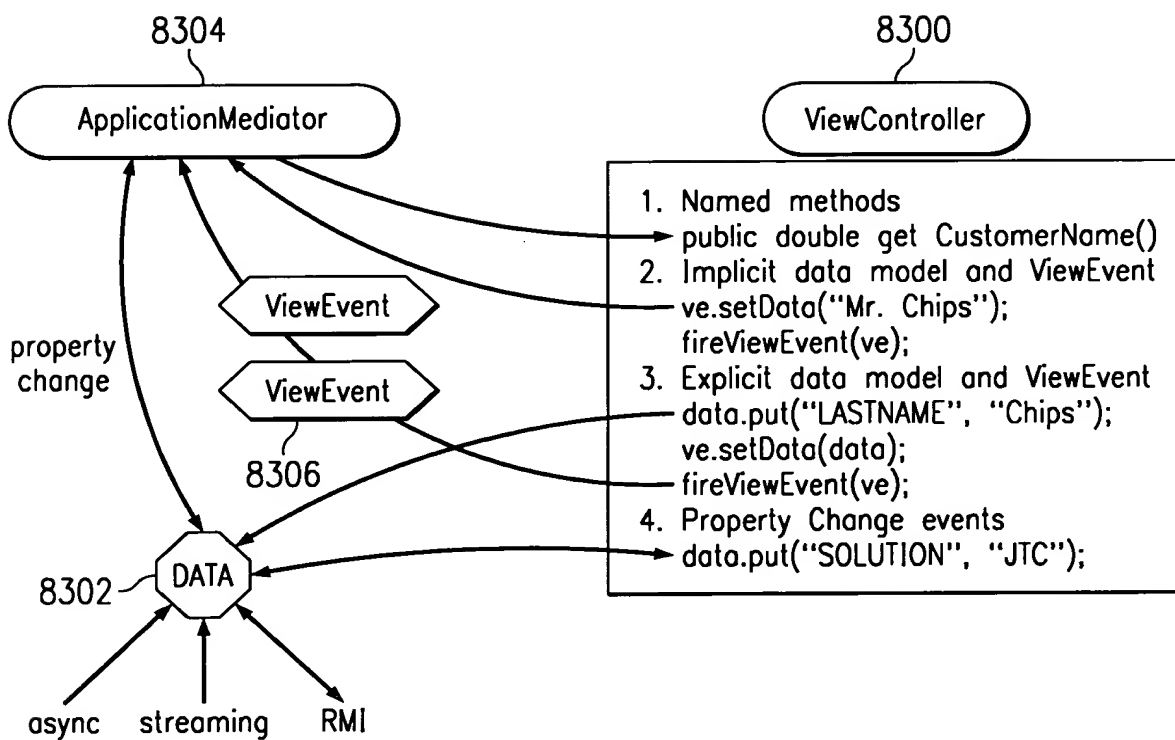 8304
8300
ApplicationMediator
ViewController
1. Named methods
public double get CustomerName()
2. Implicit data model and ViewEvent
ve.setData("Mr. Chips");
fireViewEvent(ve);
3. Explicit data model and ViewEvent
data.put("LASTNAME", "Chips");
ve.setData(data);
fireViewEvent(ve);
4. Property Change events
data.put("SOLUTION", "JTC");
ViewEvent
ViewEvent
property
change
8306
8302
DATA
async
streaming
RMI